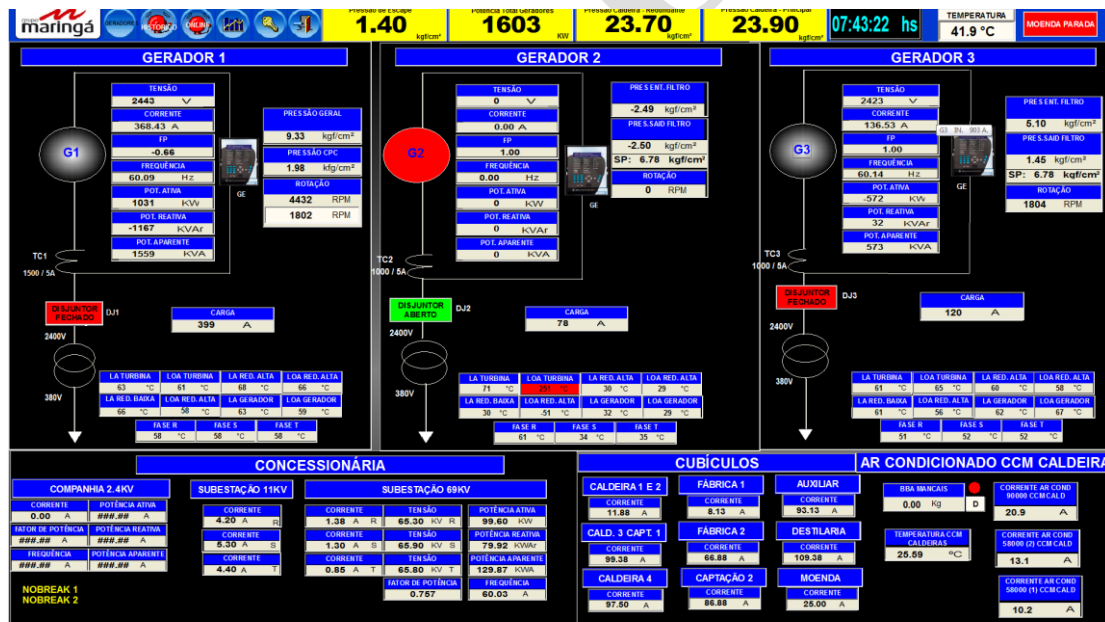 GRUPO
maringá
GERADORES
HISTÓRICO
ONLINE
Pressão de Escape
1.40 kgf/cm²
Potência Total Geradores
1603 KW
Pressão Caldeira - Redundante
23.70 kgf/cm²
Pressão Caldeira - Principal
23.90 kgf/cm²
07:43:22 hs
TEMPERATURA
41.9 °C
MOENDA PARADA
GERADOR 1
TENSÃO
2443 V
CORRENTE
368.43 A
FP
-0.66
FREQUÊNCIA
60.09 Hz
POT. ATIVA
1031 KW
POT. REATIVA
-1167 KVAr
POT. APARENTE
1559 KVA
PRESSÃO GERAL
9.33 kgf/cm²
PRESSÃO CPC
1.98 kfg/cm²
ROTAÇÃO
4432 RPM
1802 RPM
G1
GE
TC1
1500 / 5A
DISJUNTOR
FECHADO
DJ1
CARGA
399 A
2400V
380V
LA TURBINA LOA TURBINA LA RED. ALTA LOA RED. ALTA
63 °C 61 °C 68 °C 66 °C
LA RED. BAIXA LOA RED. ALTA LA GERADOR LOA GERADOR
66 °C 58 °C 63 °C 59 °C
FASE R FASE S FASE T
58 °C 58 °C 58 °C
GERADOR 2
TENSÃO
0 V
CORRENTE
0.00 A
FP
1.00
FREQUÊNCIA
0.00 Hz
POT. ATIVA
0 KW
POT. REATIVA
0 KVAr
POT. APARENTE
0 KVA
PRES ENT. FILTRO
-2.49 kgf/cm²
PRES.SAID FILTRO
-2.50 kgf/cm²
SP: 6.78 kgf/cm²
ROTAÇÃO
0 RPM
G2
GE
TC2
1000 / 5A
DISJUNTOR
ABERTO
DJ2
CARGA
78 A
2400V
380V
LA TURBINA LOA TURBINA LA RED. ALTA LOA RED. ALTA
71 °C °C 30 °C 29 °C
LA RED. BAIXA LOA RED. ALTA LA GERADOR LOA GERADOR
30 °C -51 °C 32 °C 29 °C
FASE R FASE S FASE T
61 °C 34 °C 35 °C
GERADOR 3
TENSÃO
2423 V
CORRENTE
136.53 A
FP
1.00
FREQUÊNCIA
60.14 Hz
POT. ATIVA
-572 KW
POT. REATIVA
32 KVAr
POT. APARENTE
573 KVA
G3 IN. 903 A.
PRES ENT. FILTRO
5.10 kgf/cm²
PRES.SAID FILTRO
1.45 kgf/cm²
SP: 6.78 kgf/cm²
ROTAÇÃO
1804 RPM
G3
GE
TC3
1000 / 5A
DISJUNTOR
FECHADO
DJ3
CARGA
120 A
2400V
380V
LA TURBINA LOA TURBINA LA RED. ALTA LOA RED. ALTA
61 °C 65 °C 60 °C 58 °C
LA RED. BAIXA LOA RED. ALTA LA GERADOR LOA GERADOR
61 °C 56 °C 62 °C 67 °C
FASE R FASE S FASE T
51 °C 52 °C 52 °C
CONCESSIONÁRIA
COMPANHIA 2.4KV
CORRENTE POTÊNCIA ATIVA
0.00 A ###.## A
FATOR DE POTÊNCIA POTÊNCIA REATIVA
###.## A ###.## A
FREQUÊNCIA POTÊNCIA APARENTE
###.## A ###.## A
NOBREAK 1
NOBREAK 2
SUBESTAÇÃO 11KV
CORRENTE
4.20 A R
CORRENTE
5.30 A S
CORRENTE
4.40 A T
SUBESTAÇÃO 69KV
CORRENTE TENSÃO POTÊNCIA ATIVA
1.38 A R 65.30 KV R 99.60 KW
CORRENTE TENSÃO POTÊNCIA REATIVA
1.30 A S 65.90 KV S 79.92 KWAr
CORRENTE TENSÃO POTÊNCIA APARENTE
0.85 A T 65.80 KV T 129.87 KWA
FATOR DE POTÊNCIA FREQUÊNCIA
0.757 60.03 A
CUBÍCULOS
CALDEIRA 1 E 2 FÁBRICA 1 AUXILIAR
CORRENTE CORRENTE CORRENTE
11.88 A 8.13 A 93.13 A
CALD. 3 CAPT. 1 FÁBRICA 2 DESTILARIA
CORRENTE CORRENTE CORRENTE
99.38 A 66.88 A 109.38 A
CALDEIRA 4 CAPTAÇÃO 2 MOENDA
CORRENTE CORRENTE CORRENTE
97.50 A 86.88 A 25.00 A
AR CONDICIONADO CCM CALDEIRA
BBA MANCAIS
0.00 Kg D
TEMPERATURA CCM
CALDEIRAS
25.59 °C
CORRENTE AR COND
90000 CCM CALD
20.9 A
CORRENTE AR COND
58000 (2) CCM CALD
13.1 A
CORRENTE AR COND
58000 (1) CCM CALD
10.2 A